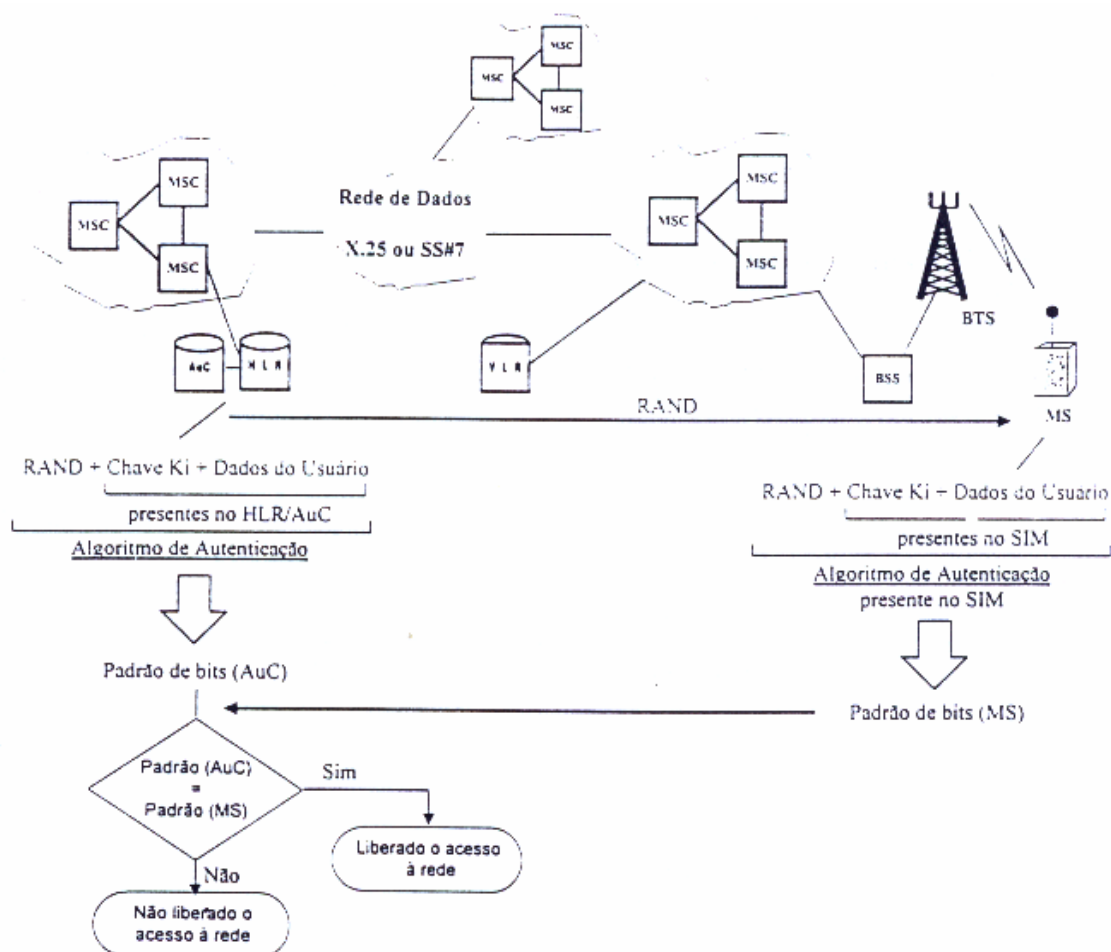 MSC
MSC
MSC
MSC
MSC
MSC
Rede de Dados
X.25 ou SS#7
MSC
MSC
MSC
BTS
AuC
HLR
VLR
BSS
MS
RAND
RAND + Chave Ki + Dados do Usuário
presentes no HLR/AuC
Algoritmo de Autenticação
RAND + Chave Ki + Dados do Usuario
presentes no SIM
Algoritmo de Autenticação
presente no SIM
Padrão de bits (AuC)
Padrão de bits (MS)
Padrão (AuC)
=
Padrão (MS)
Sim
Liberado o acesso
à rede
Não
Não liberado o
acesso à rede